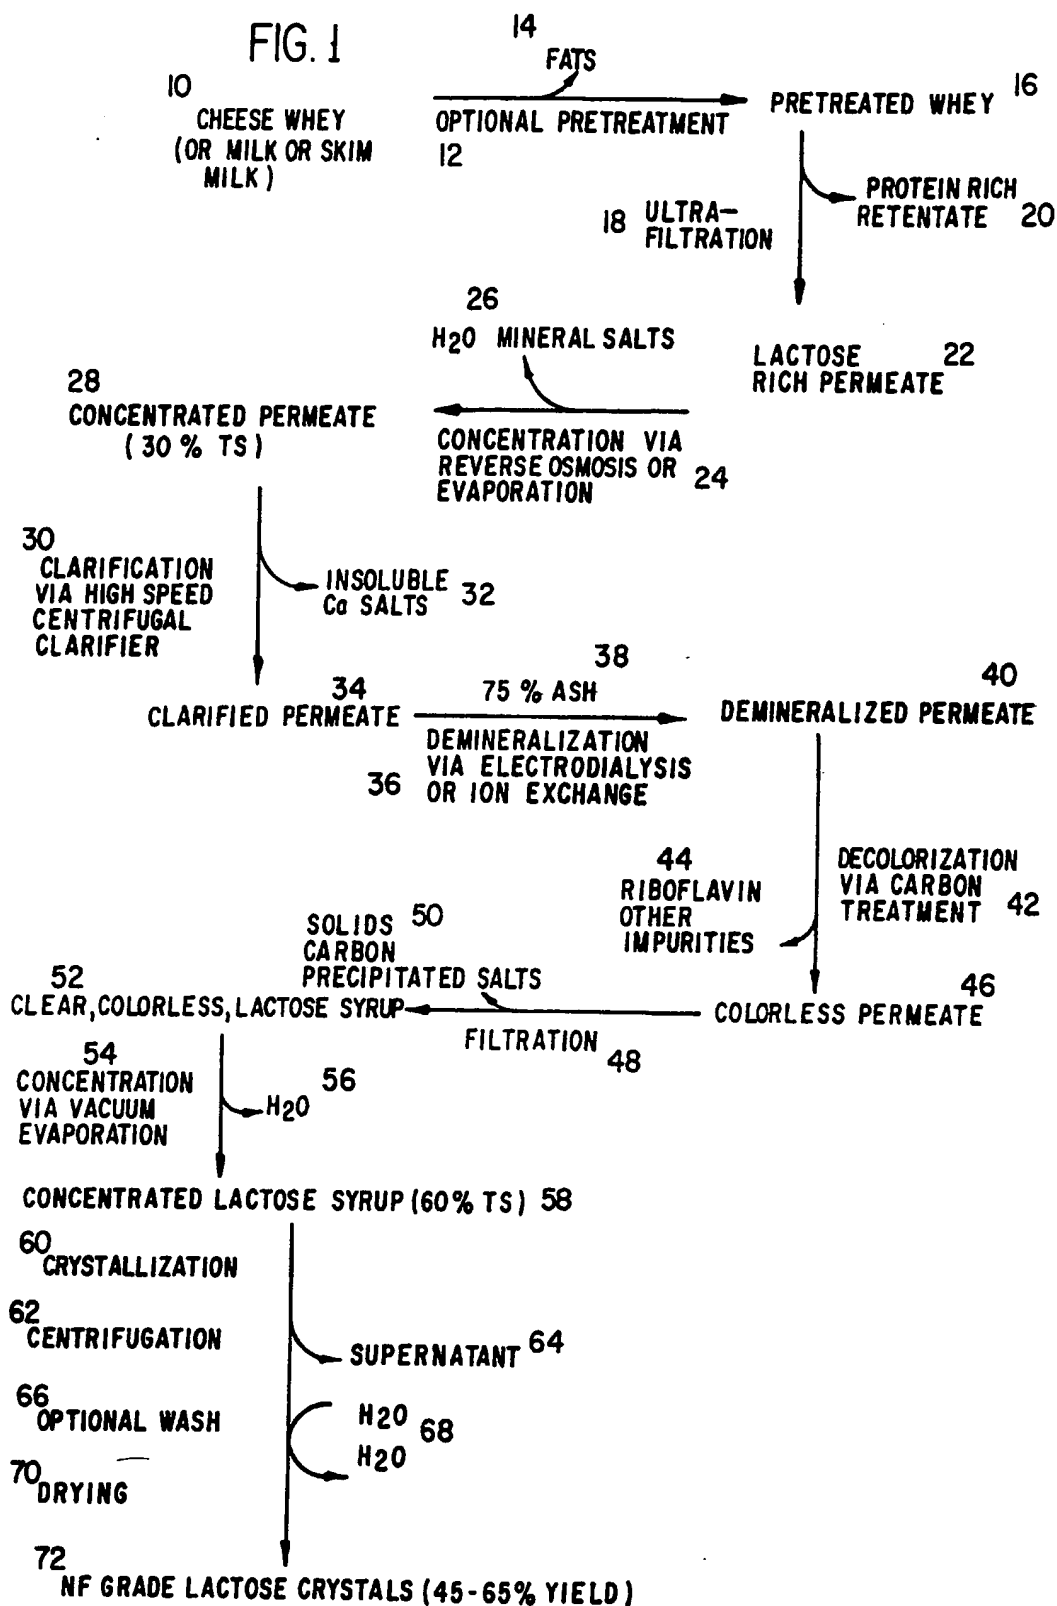 FIG. 1
14
FATS
10
CHEESE WHEY
(OR MILK OR SKIM
MILK)
OPTIONAL PRETREATMENT
12
PRETREATED WHEY 16
18 ULTRA-
FILTRATION
PROTEIN RICH
RETENTATE 20
26
H2O MINERAL SALTS
LACTOSE 22
RICH PERMEATE
28
CONCENTRATED PERMEATE
(30% TS)
CONCENTRATION VIA
REVERSE OSMOSIS OR
EVAPORATION 24
30
CLARIFICATION
VIA HIGH SPEED
CENTRIFUGAL
CLARIFIER
INSOLUBLE
Ca SALTS 32
34
CLARIFIED PERMEATE
38
75% ASH
36
DEMINERALIZATION
VIA ELECTRODIALYSIS
OR ION EXCHANGE
40
DEMINERALIZED PERMEATE
44
RIBOFLAVIN
OTHER
IMPURITIES
DECOLORIZATION
VIA CARBON
TREATMENT 42
SOLIDS 50
CARBON
PRECIPITATED SALTS
52
CLEAR, COLORLESS, LACTOSE SYRUP
FILTRATION 48
46
COLORLESS PERMEATE
54
CONCENTRATION
VIA VACUUM
EVAPORATION
56
H2O
CONCENTRATED LACTOSE SYRUP (60% TS) 58
60
CRYSTALLIZATION
62
CENTRIFUGATION
SUPERNATANT 64
66
OPTIONAL WASH
H2O
68
H2O
70
DRYING
72
NF GRADE LACTOSE CRYSTALS (45-65% YIELD)